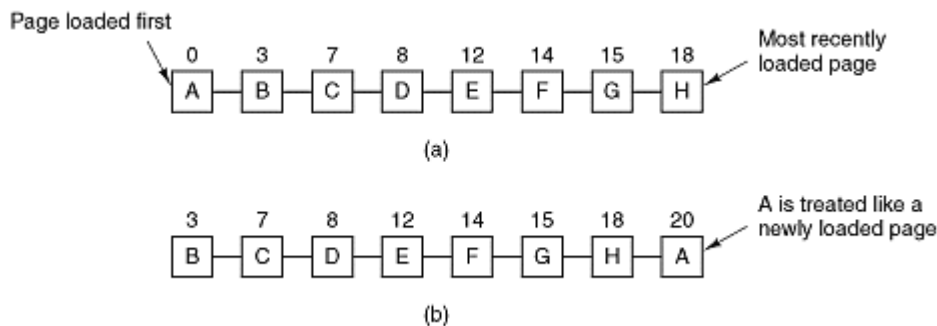 Page loaded first
0 3 7 8 12 14 15 18
Most recently
loaded page
A B C D E F G H
(a)
A is treated like a
newly loaded page
3 7 8 12 14 15 18 20
B C D E F G H A
(b)